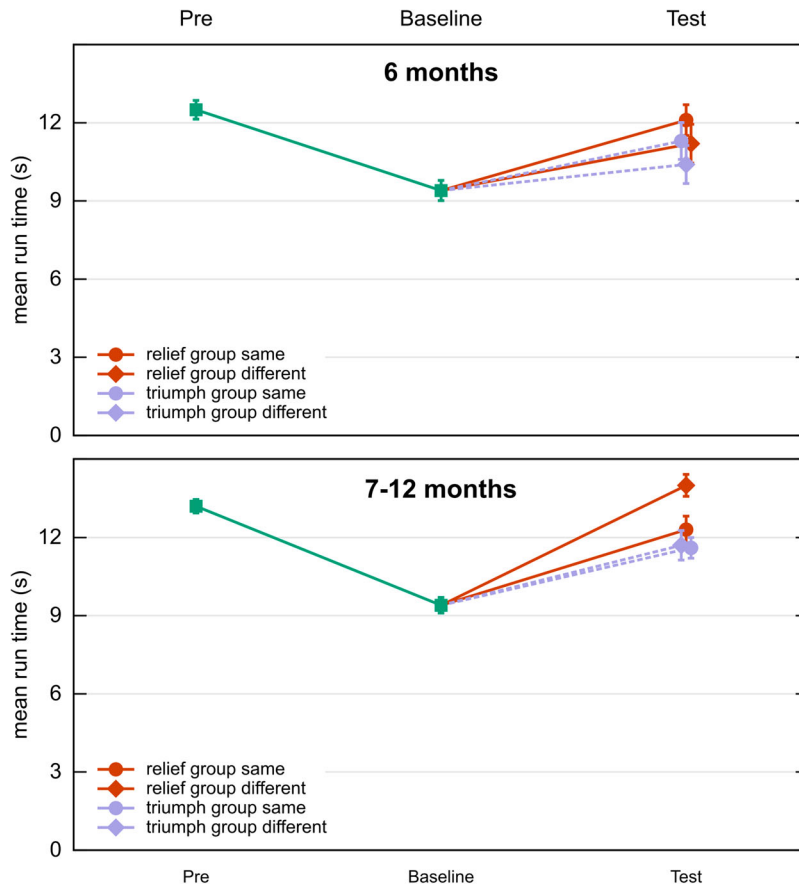 Pre Baseline Test
6 months
mean run time (s)
12
9
6
3
0
relief group same
relief group different
triumph group same
triumph group different
7-12 months
mean run time (s)
12
9
6
3
0
relief group same
relief group different
triumph group same
triumph group different
Pre Baseline Test